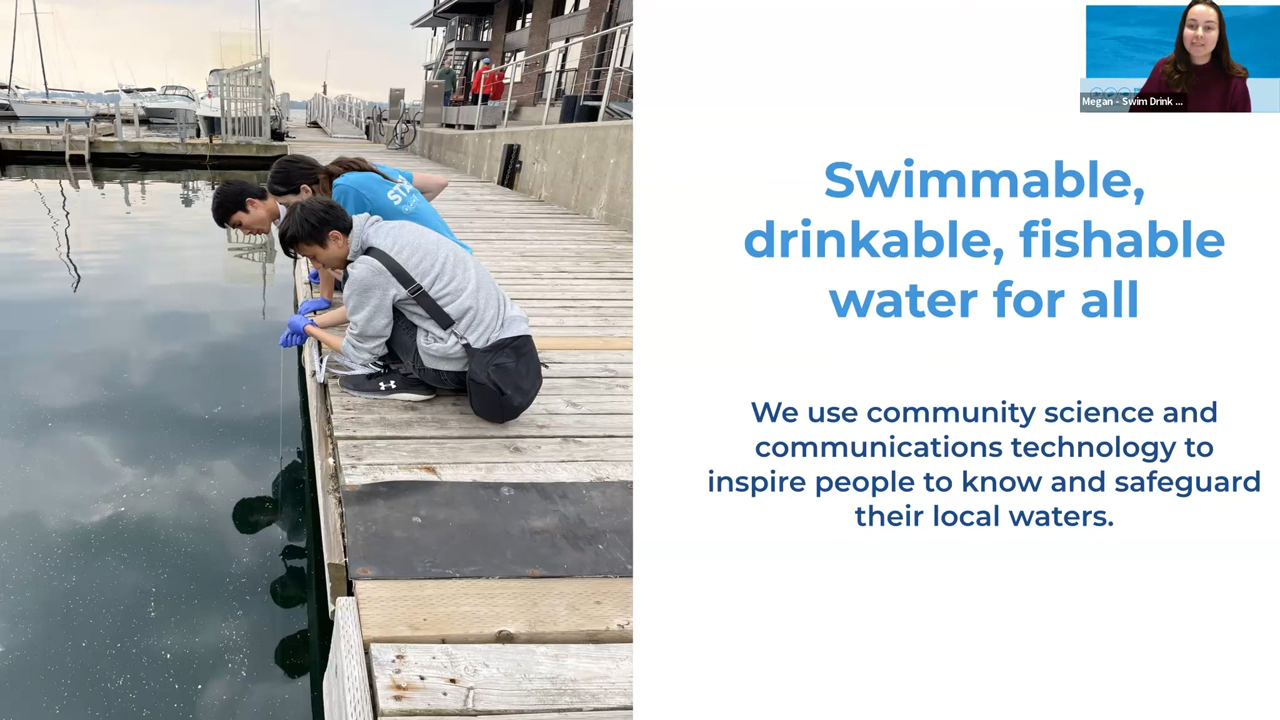 Megan - Swim Drink ...
Swimmable,
drinkable, fishable
water for all
We use community science and
communications technology to
inspire people to know and safeguard
their local waters.